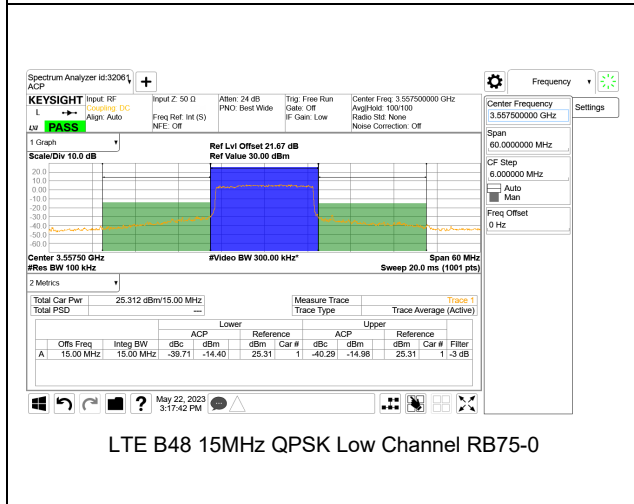 Spectrum Analyzer id:32061
ACP
+
Frequency
KEYSIGHT Input: RF Input Z: 50 Ω Atten: 24 dB Trig: Free Run Center Freq: 3.557500000 GHz
L Coupling: DC PNO: Best Wide Gate: Off Avg|Hold: 100/100
Align: Auto Freq Ref: Int (S) IF Gain: Low Radio Std: None
LXI PASS NFE: Off Noise Correction: Off
Center Frequency
3.557500000 GHz
Settings
Span
60.0000000 MHz
CF Step
6.000000 MHz
Auto
Man
Freq Offset
0 Hz
1 Graph
Ref Lvl Offset 21.67 dB
Scale/Div 10.0 dB Ref Value 30.00 dBm
20.0
10.0
0.00
-10.0
-20.0
-30.0
-40.0
-50.0
-60.0
Center 3.55750 GHz #Video BW 300.00 kHz* Span 60 MHz
#Res BW 100 kHz Sweep 20.0 ms (1001 pts)
2 Metrics
Total Car Pwr 25.312 dBm/15.00 MHz Measure Trace Trace 1
Total PSD --- Trace Type Trace Average (Active)
Lower Upper
ACP Reference ACP Reference
Offs Freq Integ BW dBc dBm dBm Car # dBc dBm dBm Car # Filter
A 15.00 MHz 15.00 MHz -39.71 -14.40 25.31 1 -40.29 -14.98 25.31 1 -3 dB
? May 22, 2023
3:17:42 PM
LTE B48 15MHz QPSK Low Channel RB75-0